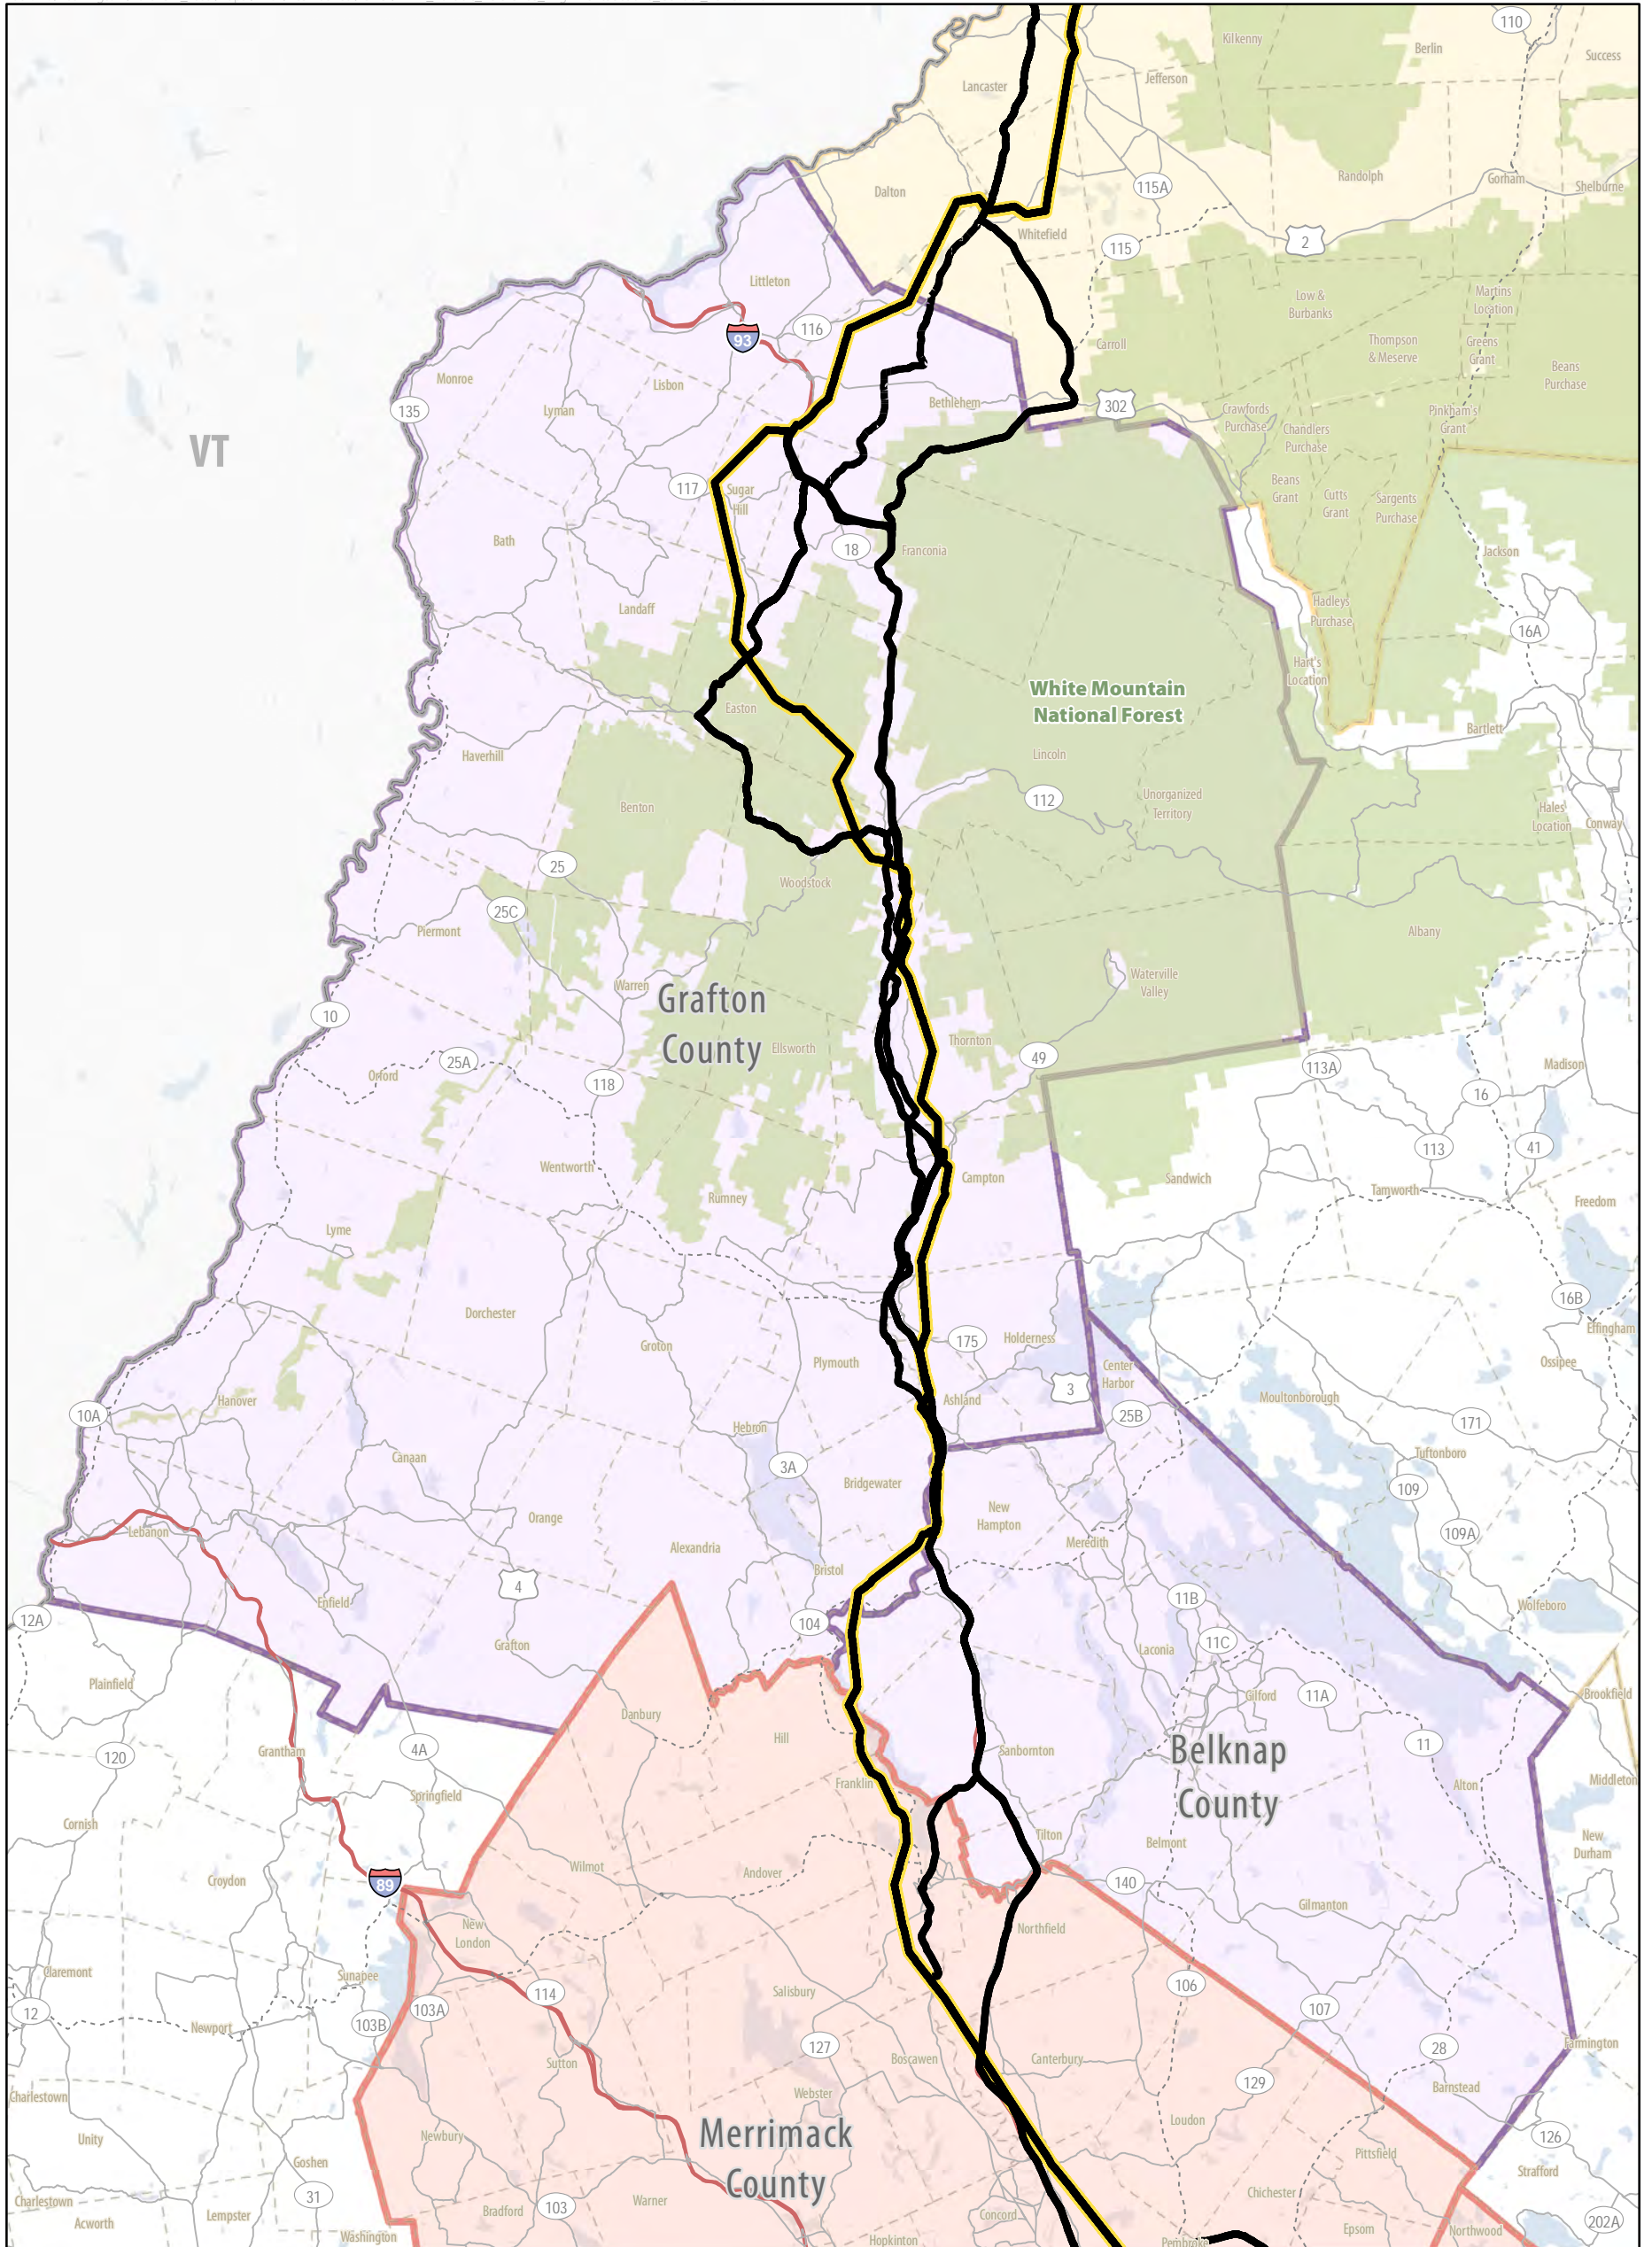 110
Kilkenny
Berlin
Success
Jefferson
Lancaster
Randolph
Gorham
Shelburne
115A
Dalton
Whitefield
115
2
Littleton
Low &
Burbanks
Martins
Location
116
93
Carroll
Thompson
& Meserve
Greens
Grant
Beans
Purchase
Monroe
Lisbon
135
Lyman
Bethlehem
302
Crawfords
Purchase
Pinkham's
Grant
Chandlers
Purchase
VT
117
Sugar
Hill
Beans
Grant
Cutts
Grant
Sargents
Purchase
Bath
18
Franconia
Jackson
Landaff
Hadleys
Purchase
16A
Hart's
Location
White Mountain
National Forest
Easton
Bartlett
Haverhill
Lincoln
112
Unorganized
Territory
Benton
Hales
Location
Conway
25
Woodstock
25C
Piermont
Albany
Warren
Waterville
Valley
Grafton
County
10
Ellsworth
Thornton
49
25A
Orford
118
113A
Madison
16
113
41
Wentworth
Campton
Sandwich
Tamworth
Rumney
Freedom
Lyme
16B
Dorchester
Effingham
Groton
175
Holderness
Plymouth
Center
Harbor
Ossipee
3
Hanover
Ashland
Moultonborough
10A
25B
171
Hebron
Tuftonboro
Canaan
3A
Bridgewater
109
New
Hampton
Orange
Lebanon
109A
Meredith
Alexandria
Bristol
4
11B
Enfield
Wolfeboro
12A
104
11C
Grafton
Laconia
Plainfield
11A
Gilford
Brookfield
Danbury
Hill
11
120
4A
Grantham
Sanbornton
Belknap
County
Franklin
Alton
Middleton
Springfield
Cornish
Tilton
Belmont
New
Durham
Wilmot
Andover
Croydon
89
140
Gilmanton
New
London
Northfield
Claremont
Sunapee
106
114
Salisbury
12
103A
107
103B
Newport
127
28
Farmington
Sutton
Boscawen
Canterbury
129
Barnstead
Charlestown
Webster
Loudon
126
Unity
Newbury
Merrimack
County
Pittsfield
Goshen
Strafford
31
Charlestown
Chichester
Acworth
Lempster
Bradford
103
Warner
Concord
202A
Washington
Hopkinton
Pembroke
Epsom
Northwood